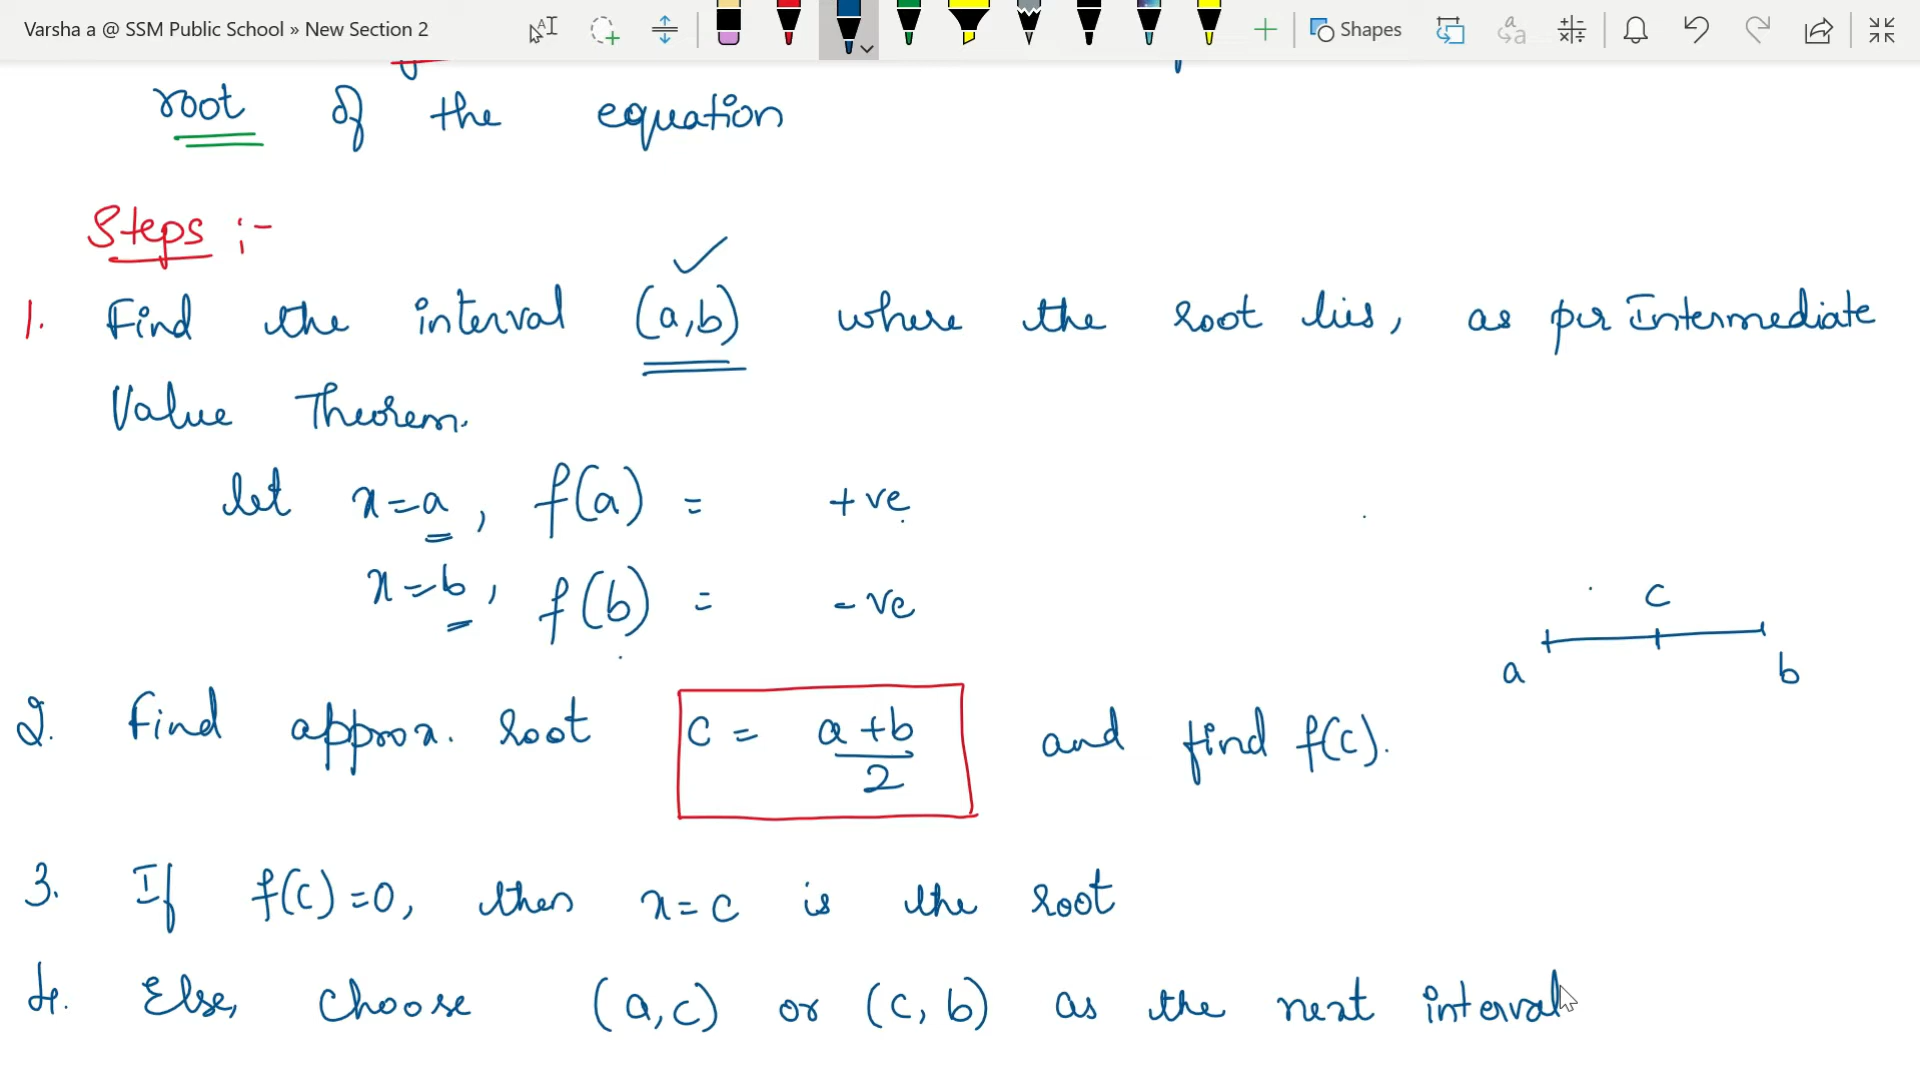 Varsha a @ SSM Public School » New Section 2
Shapes
root of the equation
Steps :-
1. Find the interval (a,b) where the root lies, as per Intermediate
Value Theorem.
let x=a, f(a) = +ve
x=b, f(b) = -ve
c
a b
2. Find approx. root c = a+b/2 and find f(c).
3. If f(c)=0, then x=c is the root
4. Else, choose (a,c) or (c,b) as the next interval